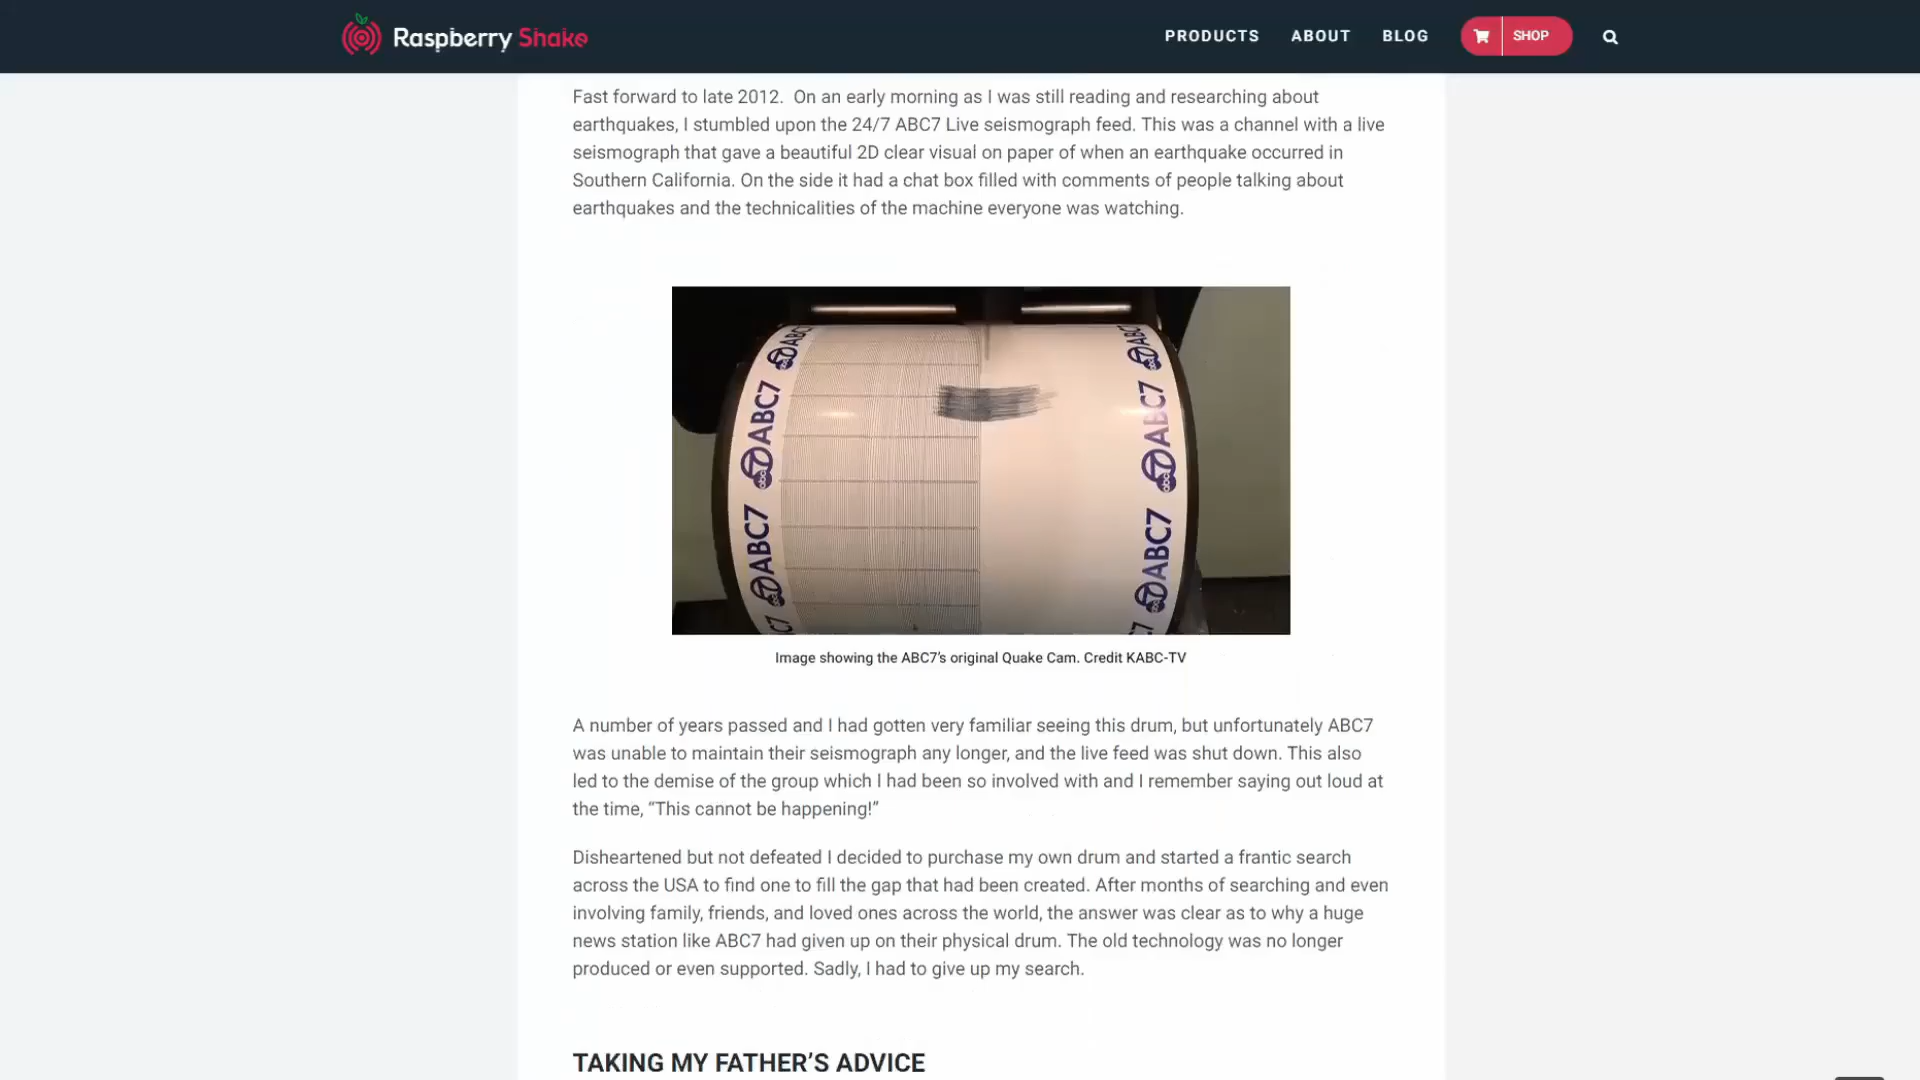 Raspberry Shake
PRODUCTS
ABOUT
BLOG
SHOP
Fast forward to late 2012. On an early morning as I was still reading and researching about
earthquakes, I stumbled upon the 24/7 ABC7 Live seismograph feed. This was a channel with a live
seismograph that gave a beautiful 2D clear visual on paper of when an earthquake occurred in
Southern California. On the side it had a chat box filled with comments of people talking about
earthquakes and the technicalities of the machine everyone was watching.
ABC
ABC7
abc
ABC7
abc
C7
ABC
ABC7
abc
ABC7
abc
7
Image showing the ABC7’s original Quake Cam. Credit KABC-TV
A number of years passed and I had gotten very familiar seeing this drum, but unfortunately ABC7
was unable to maintain their seismograph any longer, and the live feed was shut down. This also
led to the demise of the group which I had been so involved with and I remember saying out loud at
the time, “This cannot be happening!”
Disheartened but not defeated I decided to purchase my own drum and started a frantic search
across the USA to find one to fill the gap that had been created. After months of searching and even
involving family, friends, and loved ones across the world, the answer was clear as to why a huge
news station like ABC7 had given up on their physical drum. The old technology was no longer
produced or even supported. Sadly, I had to give up my search.
TAKING MY FATHER’S ADVICE